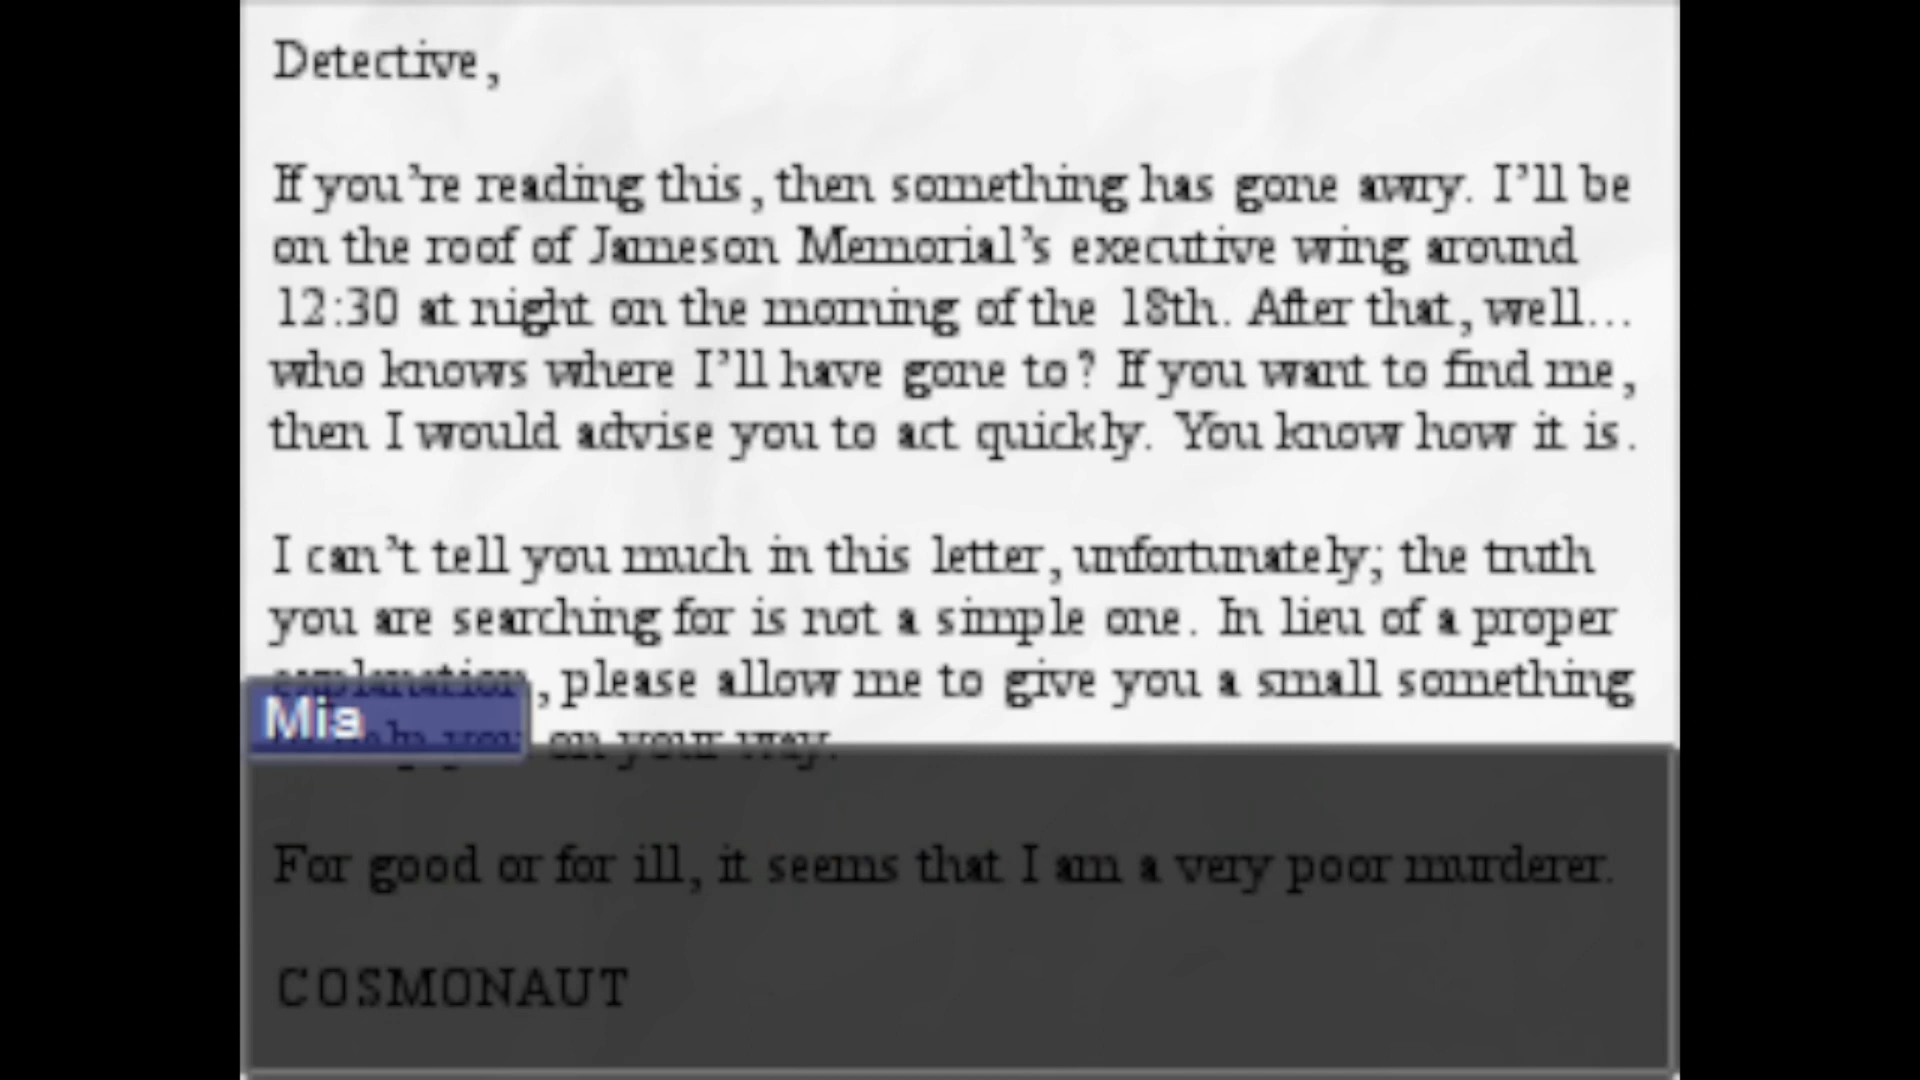 Detective,
If you're reading this, then something has gone awry. I'll be
on the roof of Jameson Memorial's executive wing around
12:30 at night on the morning of the 18th. After that, well...
who knows where I'll have gone to? If you want to find me,
then I would advise you to act quickly. You know how it is.
I can't tell you much in this letter, unfortunately; the truth
you are searching for is not a simple one. In lieu of a proper
explanation, please allow me to give you a small something
help you on your way.
Mia
For good or for ill, it seems that I am a very poor murderer.
COSMONAUT